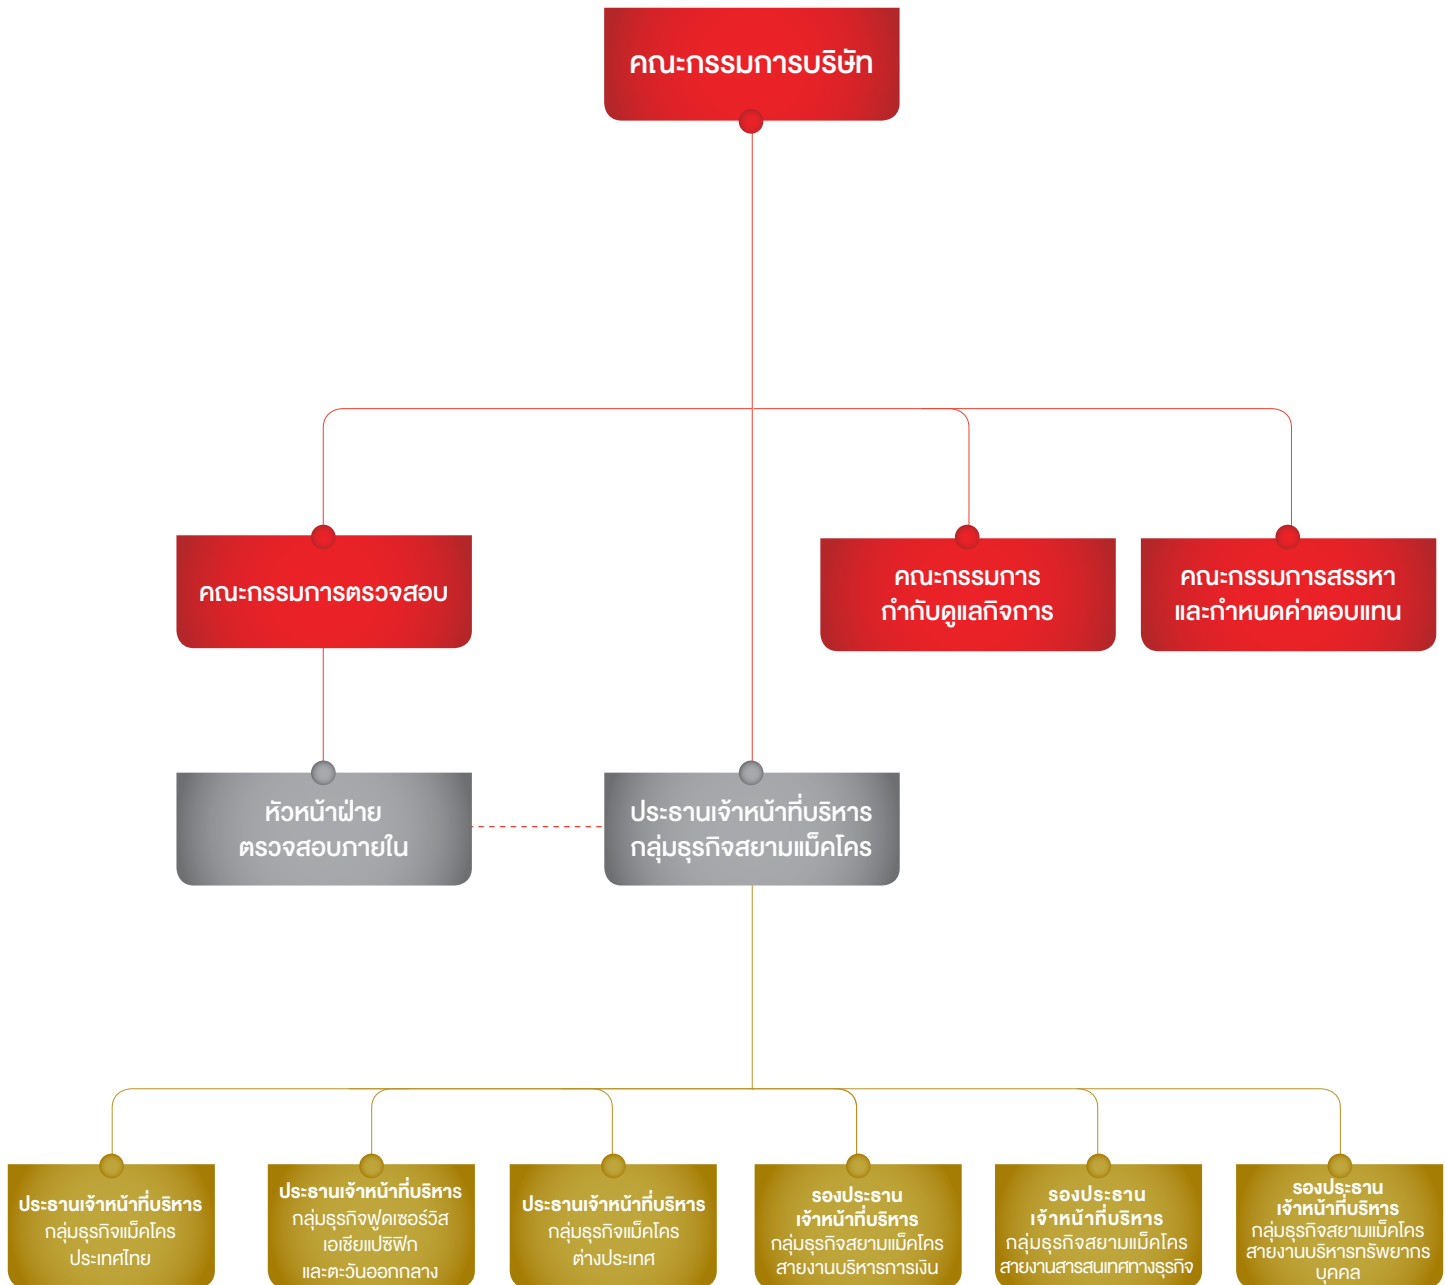 คณะกรรมการบริษัท
คณะกรรมการตรวจสอบ
คณะกรรมการ
กำกับดูแลกิจการ
คณะกรรมการสรรหา
และกำหนดค่าตอบแทน
หัวหน้าฝ่าย
ตรวจสอบภายใน
ประธานเจ้าหน้าที่บริหาร
กลุ่มธุรกิจสยามแม็คโคร
ประธานเจ้าหน้าที่บริหาร
กลุ่มธุรกิจแม็คโคร
ประเทศไทย
ประธานเจ้าหน้าที่บริหาร
กลุ่มธุรกิจฟูดเซอร์วิส
เอเชียแปซิฟิก
และตะวันออกกลาง
ประธานเจ้าหน้าที่บริหาร
กลุ่มธุรกิจแม็คโคร
ต่างประเทศ
รองประธาน
เจ้าหน้าที่บริหาร
กลุ่มธุรกิจสยามแม็คโคร
สายงานบริหารการเงิน
รองประธาน
เจ้าหน้าที่บริหาร
กลุ่มธุรกิจสยามแม็คโคร
สายงานสารสนเทศทางธุรกิจ
รองประธาน
เจ้าหน้าที่บริหาร
กลุ่มธุรกิจสยามแม็คโคร
สายงานบริหารทรัพยากร
บุคคล